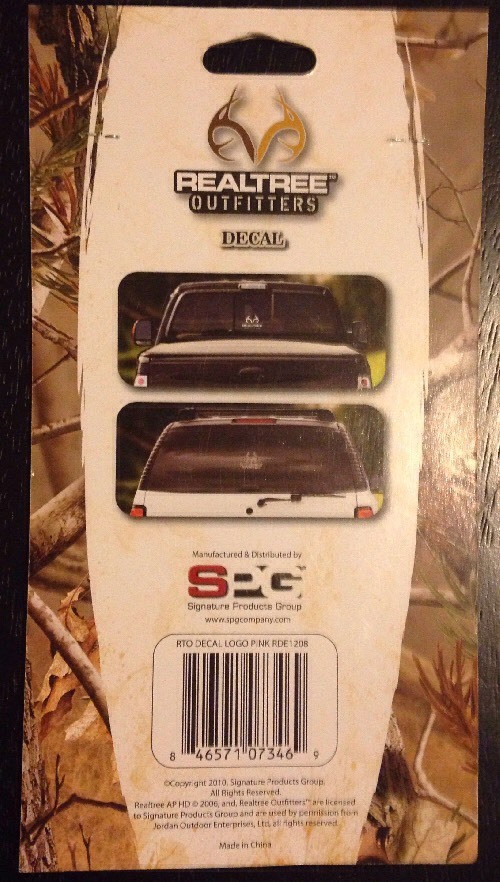 REALTREE™
OUTFITTERS
DECAL
Manufactured & Distributed by
SPG
Signature Products Group
www.spgcompany.com
RTO DECAL LOGO PINK RDE1208
8 46571 07346 9
©Copyright 2010. Signature Products Group.
All Rights Reserved.
Realtree AP HD © 2006, and, Realtree Outfitters™ are licensed
to Signature Products Group and are used by permission from
Jordan Outdoor Enterprises, Ltd, all rights reserved.
Made in China